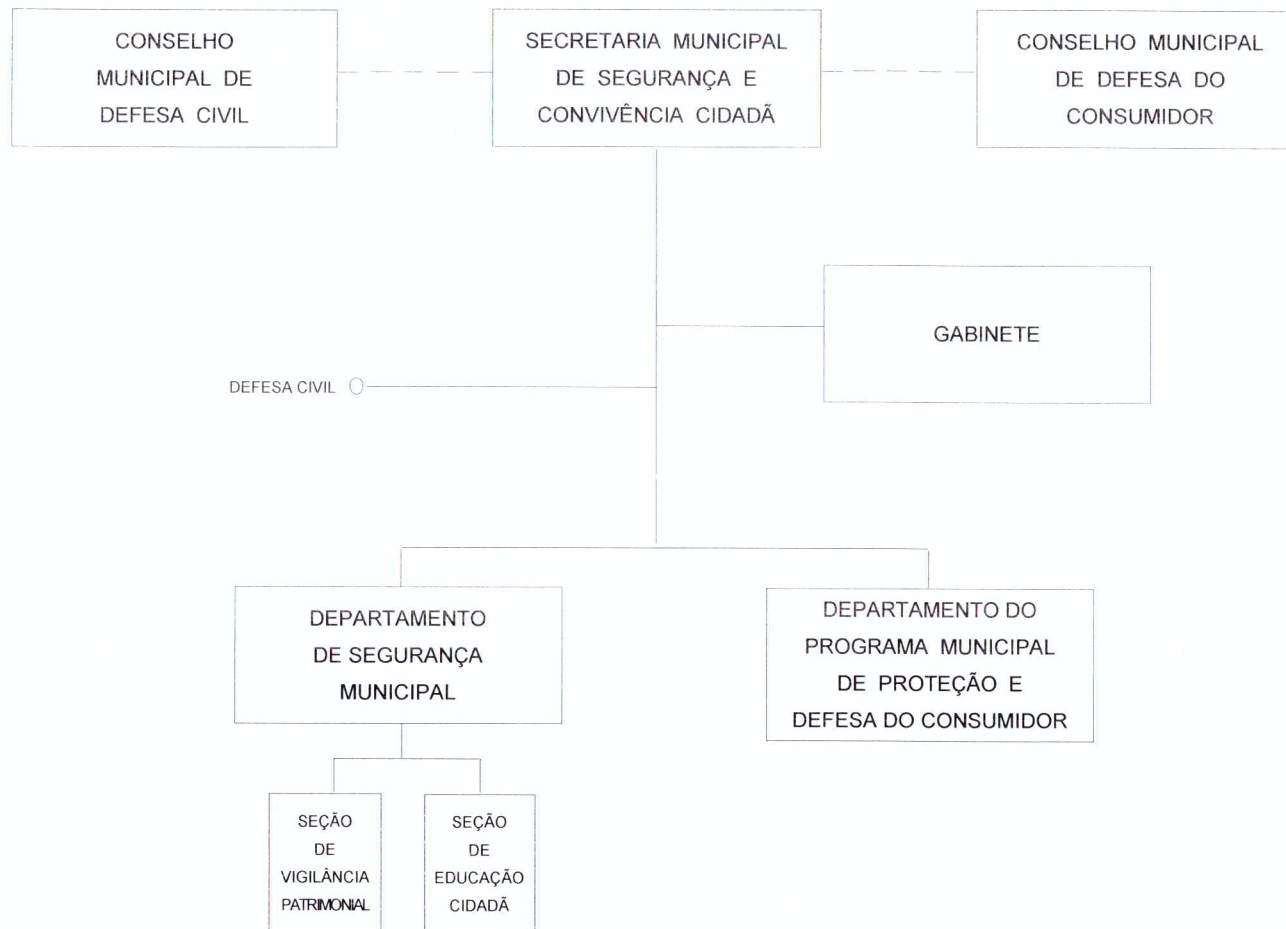 CONSELHO
MUNICIPAL DE
DEFESA CIVIL
SECRETARIA MUNICIPAL
DE SEGURANÇA E
CONVIVÊNCIA CIDADÃ
CONSELHO MUNICIPAL
DE DEFESA DO
CONSUMIDOR
GABINETE
DEFESA CIVIL
DEPARTAMENTO
DE SEGURANÇA
MUNICIPAL
DEPARTAMENTO DO
PROGRAMA MUNICIPAL
DE PROTEÇÃO E
DEFESA DO CONSUMIDOR
SEÇÃO
DE
VIGILÂNCIA
PATRIMONIAL
SEÇÃO
DE
EDUCAÇÃO
CIDADÃ